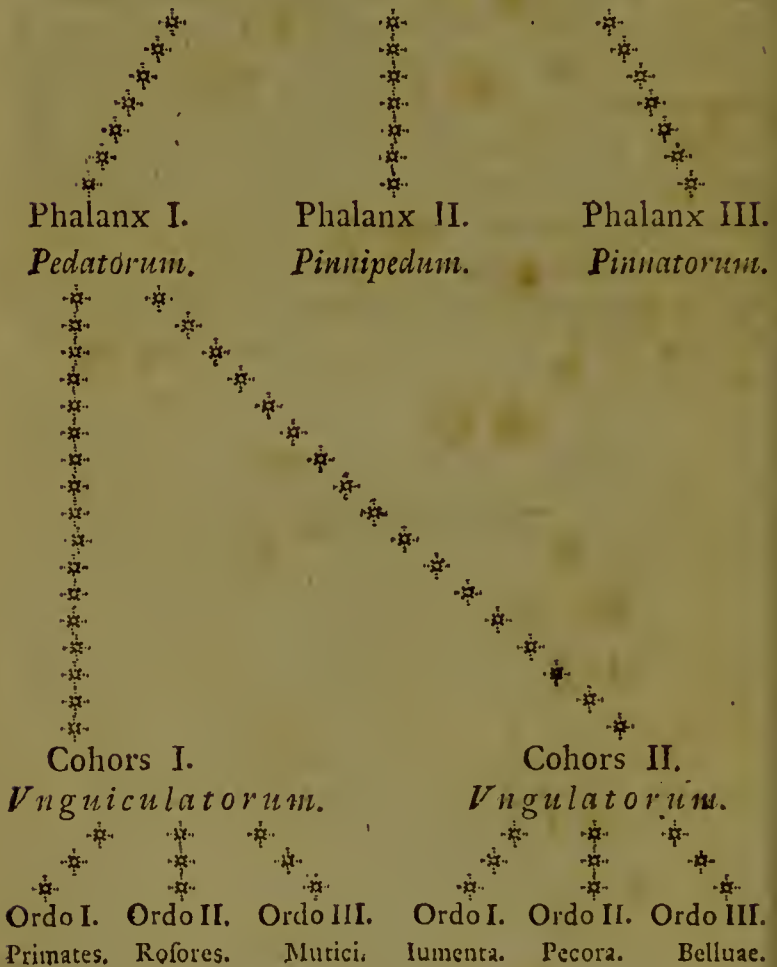 Phalanx I. Phalanx II. Phalanx III.
Pedatorum. Pinnipedum. Pinnatorum.
Cohors I. Cohors II.
Vnguiculatorum. Vngulatorum.
Ordo I. Ordo II. Ordo III. Ordo I. Ordo II. Ordo III.
Primates. Roſores. Mutici. Iumenta. Pecora. Belluae.